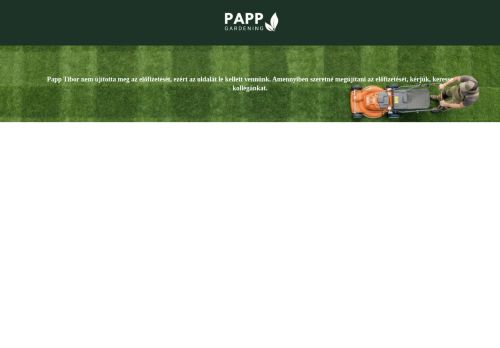 PAPP
GARDENING
Papp Tibor nem újította meg az előfizetését, ezért az oldalát le kellett vennünk. Amennyiben szeretné megújítani az előfizetését, kérjük, keresse
kollégánkat.